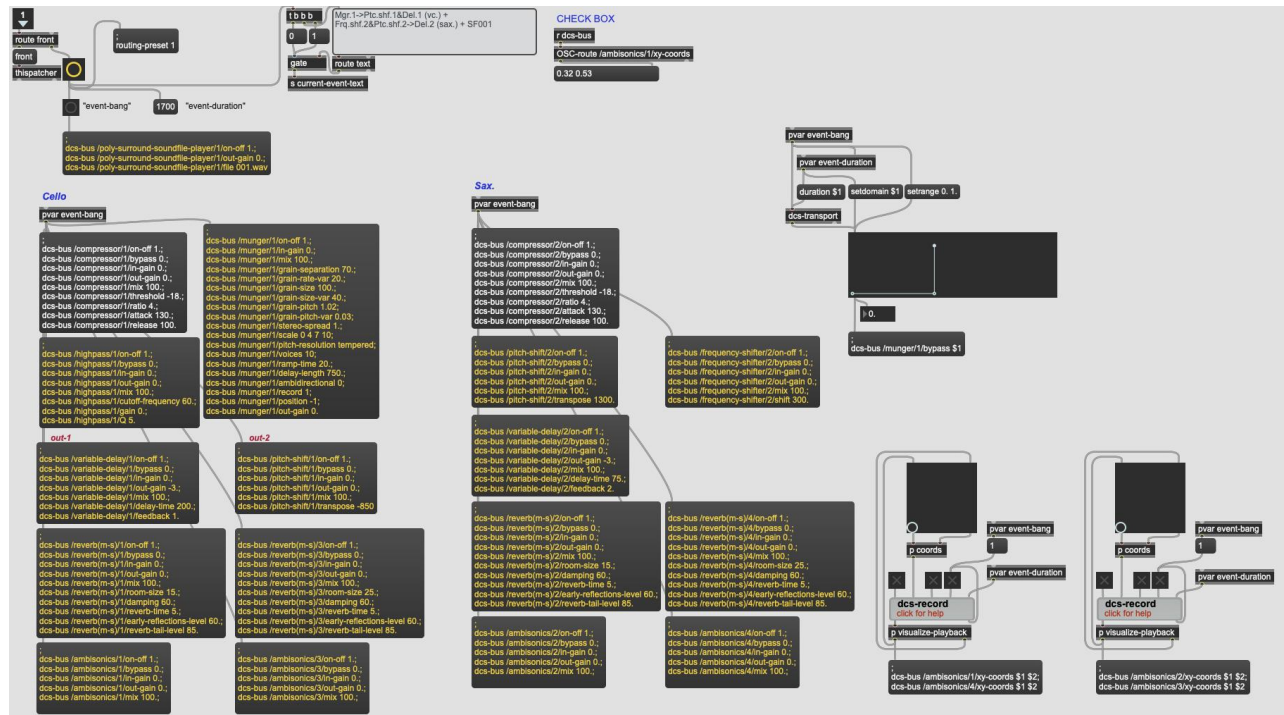 1
route front
front
thispatcher
;
routing-preset 1
"event-bang"
1700
"event-duration"
;
dcs-bus /poly-surround-soundfile-player/1/on-off 1.;
dcs-bus /poly-surround-soundfile-player/1/out-gain 0.;
dcs-bus /poly-surround-soundfile-player/1/file 001.wav
t b b b
0
1
gate
route text
s current-event-text
Mgr.1->Ptc.shf.1&Del.1 (vc.) +
Frq.shf.2&Ptc.shf.2->Del.2 (sax.) + SF001
CHECK BOX
r dcs-bus
OSC-route /ambisonics/1/xy-coords
0.32 0.53
Cello
pvar event-bang
;
dcs-bus /compressor/1/on-off 1.;
dcs-bus /compressor/1/bypass 0.;
dcs-bus /compressor/1/in-gain 0.;
dcs-bus /compressor/1/out-gain 0.;
dcs-bus /compressor/1/mix 100.;
dcs-bus /compressor/1/threshold -18.;
dcs-bus /compressor/1/ratio 4.;
dcs-bus /compressor/1/attack 130.;
dcs-bus /compressor/1/release 100.
;
dcs-bus /munger/1/on-off 1.;
dcs-bus /munger/1/in-gain 0.;
dcs-bus /munger/1/mix 100.;
dcs-bus /munger/1/grain-separation 70.;
dcs-bus /munger/1/grain-rate-var 20.;
dcs-bus /munger/1/grain-size 100.;
dcs-bus /munger/1/grain-size-var 40.;
dcs-bus /munger/1/grain-pitch 1.02;
dcs-bus /munger/1/grain-pitch-var 0.03;
dcs-bus /munger/1/stereo-spread 1.;
dcs-bus /munger/1/scale 0 4 7 10;
dcs-bus /munger/1/pitch-resolution tempered;
dcs-bus /munger/1/voices 10;
dcs-bus /munger/1/ramp-time 20.;
dcs-bus /munger/1/delay-length 750.;
dcs-bus /munger/1/ambidirectional 0;
dcs-bus /munger/1/record 1;
dcs-bus /munger/1/position -1;
dcs-bus /munger/1/out-gain 0.
;
dcs-bus /highpass/1/on-off 1.;
dcs-bus /highpass/1/bypass 0.;
dcs-bus /highpass/1/in-gain 0.;
dcs-bus /highpass/1/out-gain 0.;
dcs-bus /highpass/1/mix 100.;
dcs-bus /highpass/1/cutoff-frequency 60.;
dcs-bus /highpass/1/gain 0.;
dcs-bus /highpass/1/Q 5.
out-1
;
dcs-bus /variable-delay/1/on-off 1.;
dcs-bus /variable-delay/1/bypass 0.;
dcs-bus /variable-delay/1/in-gain 0.;
dcs-bus /variable-delay/1/out-gain -3.;
dcs-bus /variable-delay/1/mix 100.;
dcs-bus /variable-delay/1/delay-time 200.;
dcs-bus /variable-delay/1/feedback 1.
out-2
;
dcs-bus /pitch-shift/1/on-off 1.;
dcs-bus /pitch-shift/1/bypass 0.;
dcs-bus /pitch-shift/1/in-gain 0.;
dcs-bus /pitch-shift/1/out-gain 0.;
dcs-bus /pitch-shift/1/mix 100.;
dcs-bus /pitch-shift/1/transpose -850
;
dcs-bus /reverb(m-s)/1/on-off 1.;
dcs-bus /reverb(m-s)/1/bypass 0.;
dcs-bus /reverb(m-s)/1/in-gain 0.;
dcs-bus /reverb(m-s)/1/out-gain 0.;
dcs-bus /reverb(m-s)/1/mix 100.;
dcs-bus /reverb(m-s)/1/room-size 15.;
dcs-bus /reverb(m-s)/1/damping 60.;
dcs-bus /reverb(m-s)/1/reverb-time 5.;
dcs-bus /reverb(m-s)/1/early-reflections-level 60.;
dcs-bus /reverb(m-s)/1/reverb-tail-level 85.
;
dcs-bus /reverb(m-s)/3/on-off 1.;
dcs-bus /reverb(m-s)/3/bypass 0.;
dcs-bus /reverb(m-s)/3/in-gain 0.;
dcs-bus /reverb(m-s)/3/out-gain 0.;
dcs-bus /reverb(m-s)/3/mix 100.;
dcs-bus /reverb(m-s)/3/room-size 25.;
dcs-bus /reverb(m-s)/3/damping 60.;
dcs-bus /reverb(m-s)/3/reverb-time 5.;
dcs-bus /reverb(m-s)/3/early-reflections-level 60.;
dcs-bus /reverb(m-s)/3/reverb-tail-level 85.
;
dcs-bus /ambisonics/1/on-off 1.;
dcs-bus /ambisonics/1/bypass 0.;
dcs-bus /ambisonics/1/in-gain 0.;
dcs-bus /ambisonics/1/out-gain 0.;
dcs-bus /ambisonics/1/mix 100.;
;
dcs-bus /ambisonics/3/on-off 1.;
dcs-bus /ambisonics/3/bypass 0.;
dcs-bus /ambisonics/3/in-gain 0.;
dcs-bus /ambisonics/3/out-gain 0.;
dcs-bus /ambisonics/3/mix 100.;
Sax.
pvar event-bang
;
dcs-bus /compressor/2/on-off 1.;
dcs-bus /compressor/2/bypass 0.;
dcs-bus /compressor/2/in-gain 0.;
dcs-bus /compressor/2/out-gain 0.;
dcs-bus /compressor/2/mix 100.;
dcs-bus /compressor/2/threshold -18.;
dcs-bus /compressor/2/ratio 4.;
dcs-bus /compressor/2/attack 130.;
dcs-bus /compressor/2/release 100.
;
dcs-bus /pitch-shift/2/on-off 1.;
dcs-bus /pitch-shift/2/bypass 0.;
dcs-bus /pitch-shift/2/in-gain 0.;
dcs-bus /pitch-shift/2/out-gain 0.;
dcs-bus /pitch-shift/2/mix 100.;
dcs-bus /pitch-shift/2/transpose 1300.
;
dcs-bus /frequency-shifter/2/on-off 1.;
dcs-bus /frequency-shifter/2/bypass 0.;
dcs-bus /frequency-shifter/2/in-gain 0.;
dcs-bus /frequency-shifter/2/out-gain 0.;
dcs-bus /frequency-shifter/2/mix 100.;
dcs-bus /frequency-shifter/2/shift 300.
;
dcs-bus /variable-delay/2/on-off 1.;
dcs-bus /variable-delay/2/bypass 0.;
dcs-bus /variable-delay/2/in-gain 0.;
dcs-bus /variable-delay/2/out-gain -3.;
dcs-bus /variable-delay/2/mix 100.;
dcs-bus /variable-delay/2/delay-time 75.;
dcs-bus /variable-delay/2/feedback 2.
;
dcs-bus /reverb(m-s)/2/on-off 1.;
dcs-bus /reverb(m-s)/2/bypass 0.;
dcs-bus /reverb(m-s)/2/in-gain 0.;
dcs-bus /reverb(m-s)/2/out-gain 0.;
dcs-bus /reverb(m-s)/2/mix 100.;
dcs-bus /reverb(m-s)/2/room-size 15.;
dcs-bus /reverb(m-s)/2/damping 60.;
dcs-bus /reverb(m-s)/2/reverb-time 5.;
dcs-bus /reverb(m-s)/2/early-reflections-level 60.;
dcs-bus /reverb(m-s)/2/reverb-tail-level 85.
;
dcs-bus /reverb(m-s)/4/on-off 1.;
dcs-bus /reverb(m-s)/4/bypass 0.;
dcs-bus /reverb(m-s)/4/in-gain 0.;
dcs-bus /reverb(m-s)/4/out-gain 0.;
dcs-bus /reverb(m-s)/4/mix 100.;
dcs-bus /reverb(m-s)/4/room-size 25.;
dcs-bus /reverb(m-s)/4/damping 60.;
dcs-bus /reverb(m-s)/4/reverb-time 5.;
dcs-bus /reverb(m-s)/4/early-reflections-level 60.;
dcs-bus /reverb(m-s)/4/reverb-tail-level 85.
;
dcs-bus /ambisonics/2/on-off 1.;
dcs-bus /ambisonics/2/bypass 0.;
dcs-bus /ambisonics/2/in-gain 0.;
dcs-bus /ambisonics/2/out-gain 0.;
dcs-bus /ambisonics/2/mix 100.;
;
dcs-bus /ambisonics/4/on-off 1.;
dcs-bus /ambisonics/4/bypass 0.;
dcs-bus /ambisonics/4/in-gain 0.;
dcs-bus /ambisonics/4/out-gain 0.;
dcs-bus /ambisonics/4/mix 100.;
pvar event-bang
pvar event-duration
duration $1
setdomain $1
setrange 0. 1.
dcs-transport
0.
;
dcs-bus /munger/1/bypass $1
p coords
pvar event-bang
1
pvar event-duration
dcs-record
click for help
p visualize-playback
;
dcs-bus /ambisonics/1/xy-coords $1 $2;
dcs-bus /ambisonics/4/xy-coords $1 $2
p coords
pvar event-bang
1
pvar event-duration
dcs-record
click for help
p visualize-playback
;
dcs-bus /ambisonics/2/xy-coords $1 $2;
dcs-bus /ambisonics/3/xy-coords $1 $2